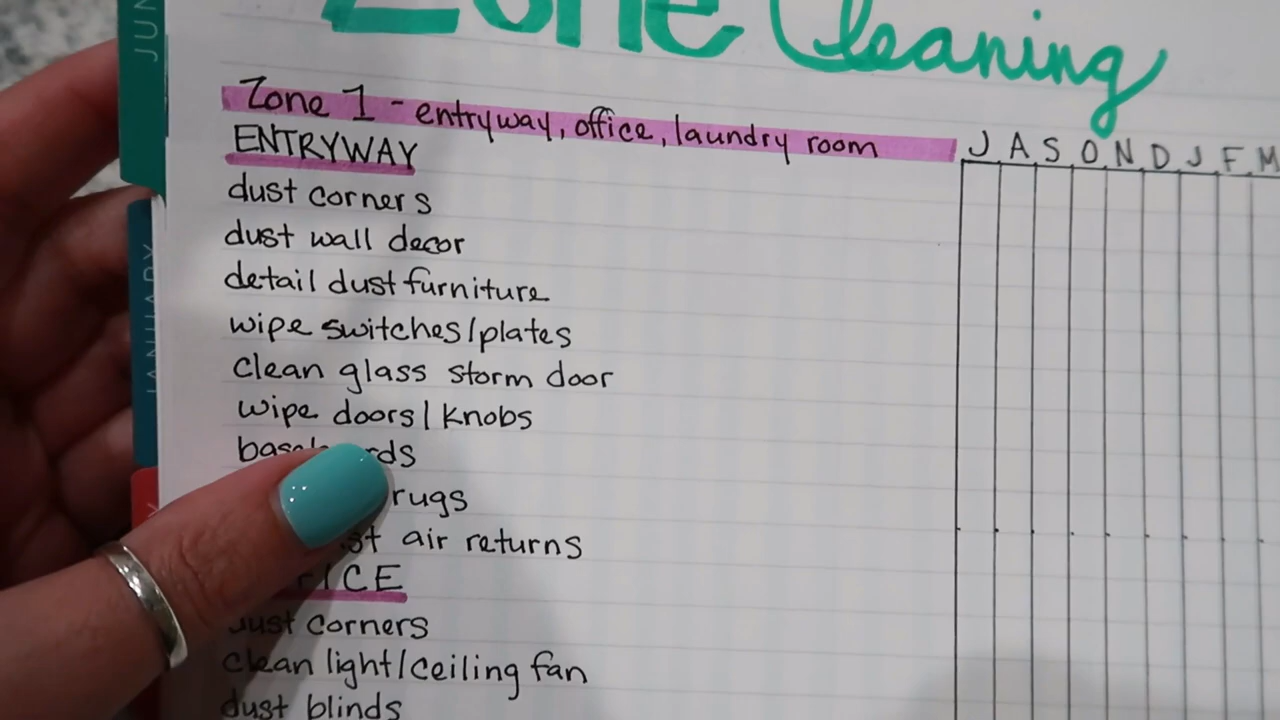 Zone Cleaning
Zone 1 - entryway, office, laundry room
J A S O N D J F M
ENTRYWAY
dust corners
dust wall decor
detail dust furniture
wipe switches/plates
clean glass storm door
wipe doors/knobs
rugs
air returns
dust corners
clean light/ceiling fan
dust blinds
JUN
JANUARY